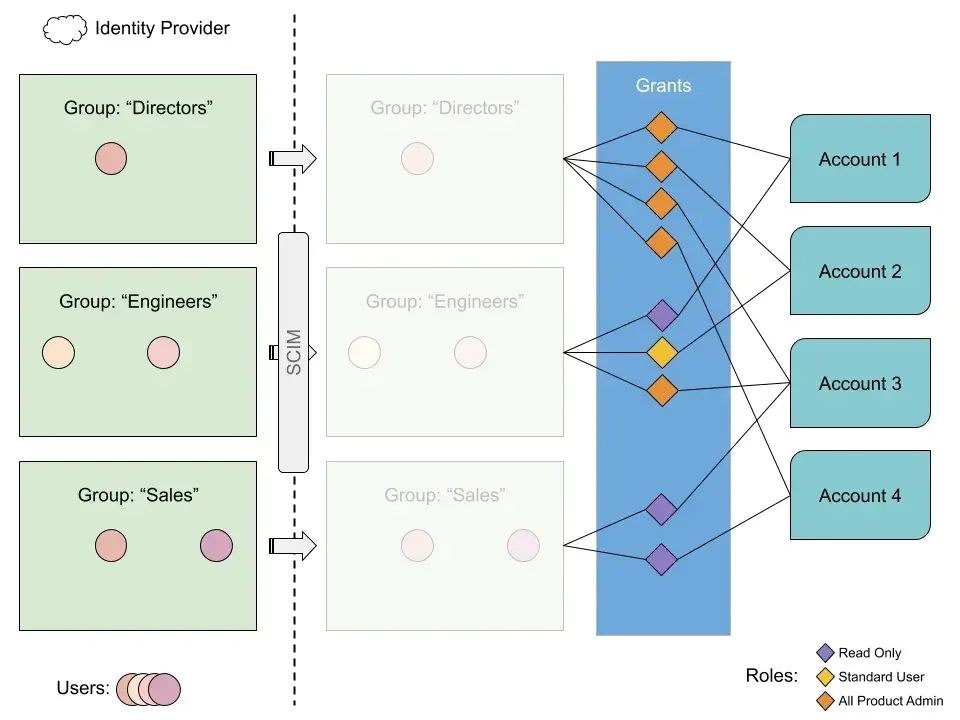 Identity Provider
Group: “Directors”
Group: “Directors”
Grants
Account 1
Account 2
Group: “Engineers”
Group: “Engineers”
SCIM
Account 3
Group: “Sales”
Group: “Sales”
Account 4
Users:
Roles:
Read Only
Standard User
All Product Admin